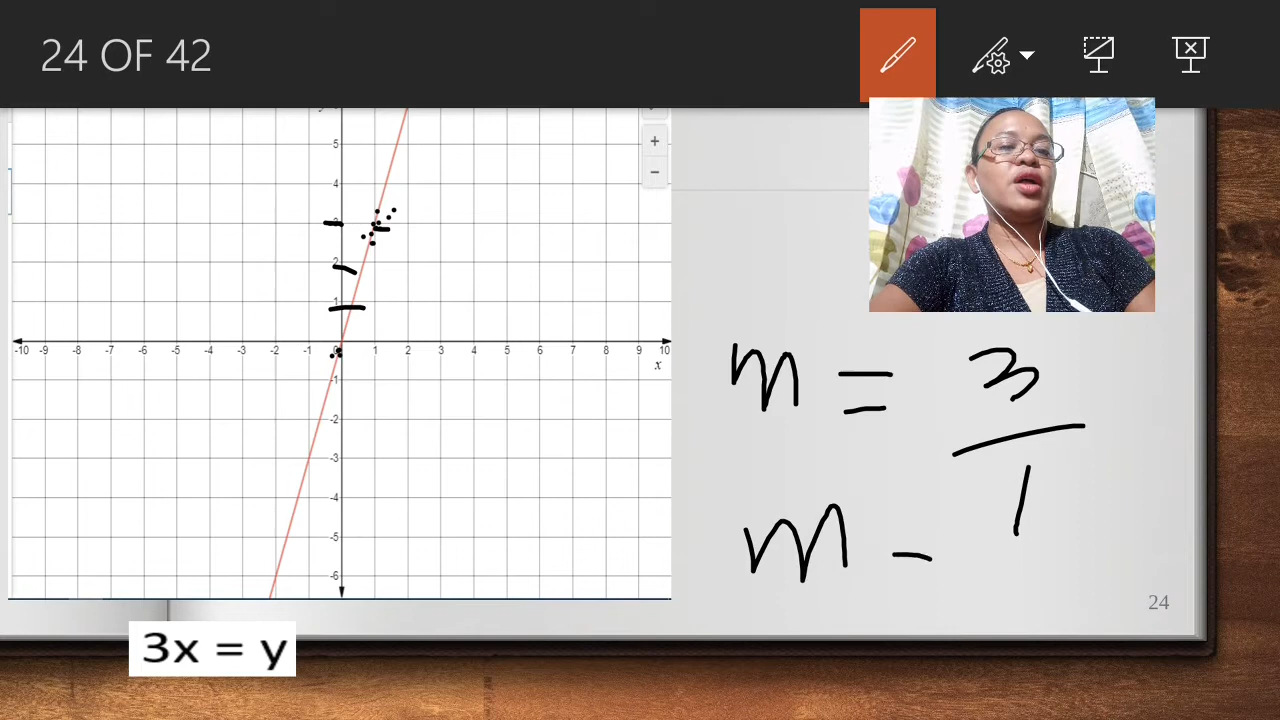 24 OF 42
y
5
4
3
2
1
-10 -9 -8 -7 -6 -5 -4 -3 -2 -1 0 1 2 3 4 5 6 7 8 9 10
x
-1
-2
-3
-4
-5
-6
+
−
m = 3/1
m -
24
3x = y